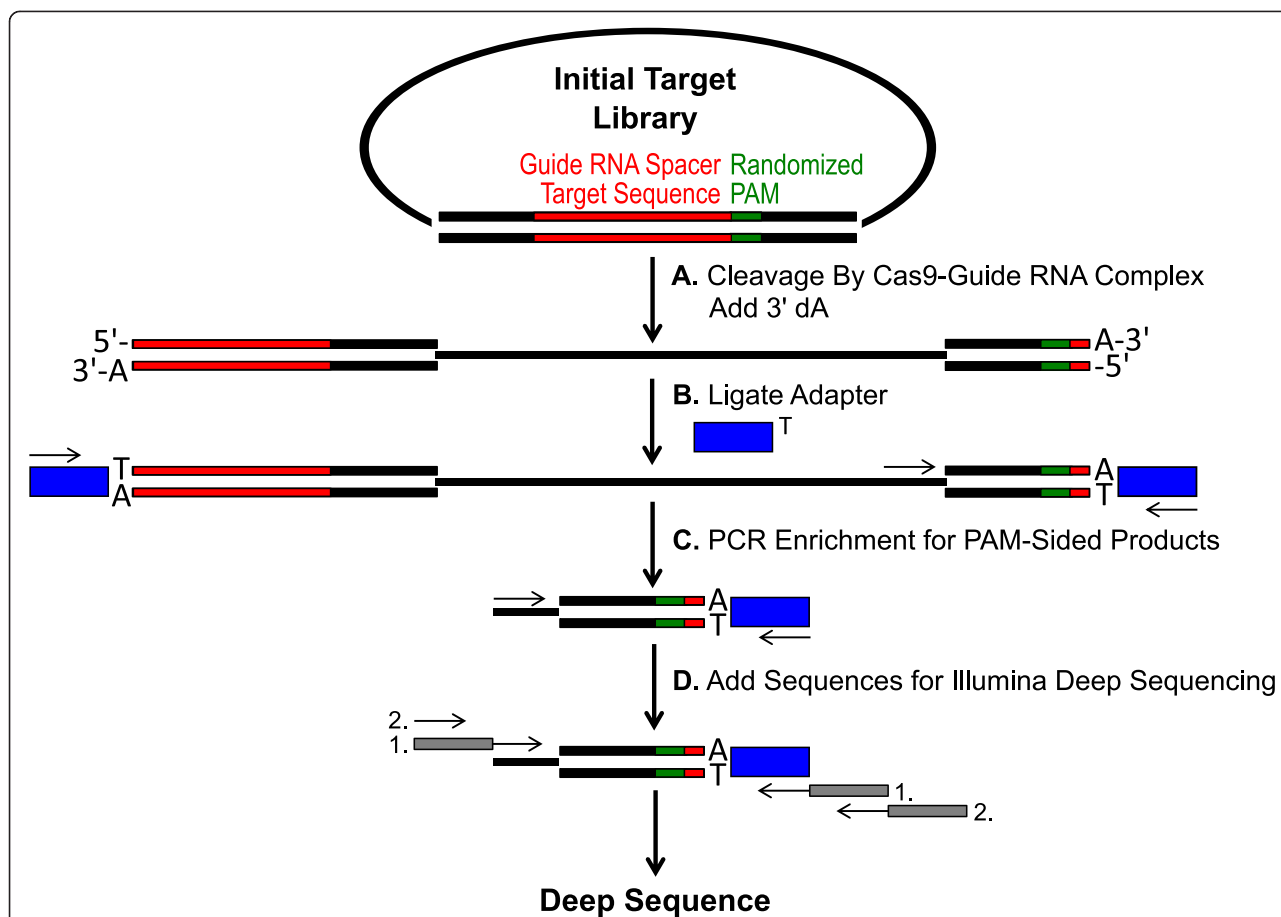 Initial Target
Library
Guide RNA Spacer Randomized
Target Sequence PAM
A. Cleavage By Cas9-Guide RNA Complex
Add 3' dA
5'-
A-3'
3'-A
-5'
B. Ligate Adapter
T
T
A
A
T
C. PCR Enrichment for PAM-Sided Products
A
T
D. Add Sequences for Illumina Deep Sequencing
2.
1.
A
T
1.
2.
Deep Sequence